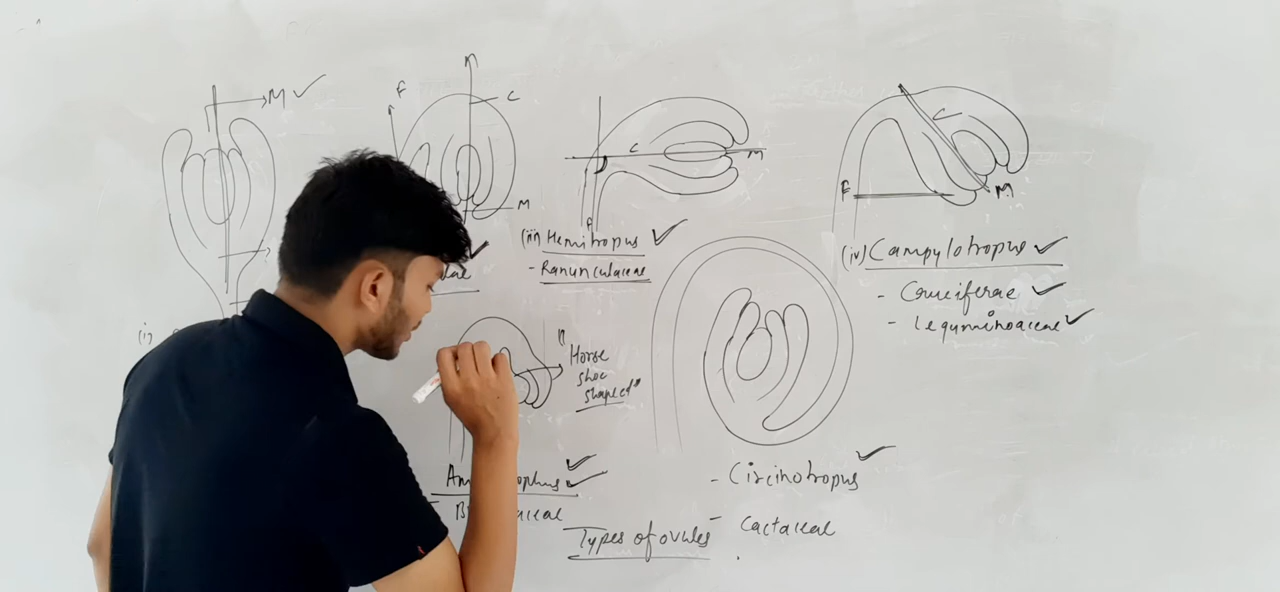 M
F
C
M
C
M
F
C
M
F
(iii) Hemitropus
- Ranunculaceae
(iv) Campylotropus
- Cruciferae
- Leguminoaceae
(i)
Horse
shoe
shaped
- Circinotropus
- Cactaceae
Types of ovules